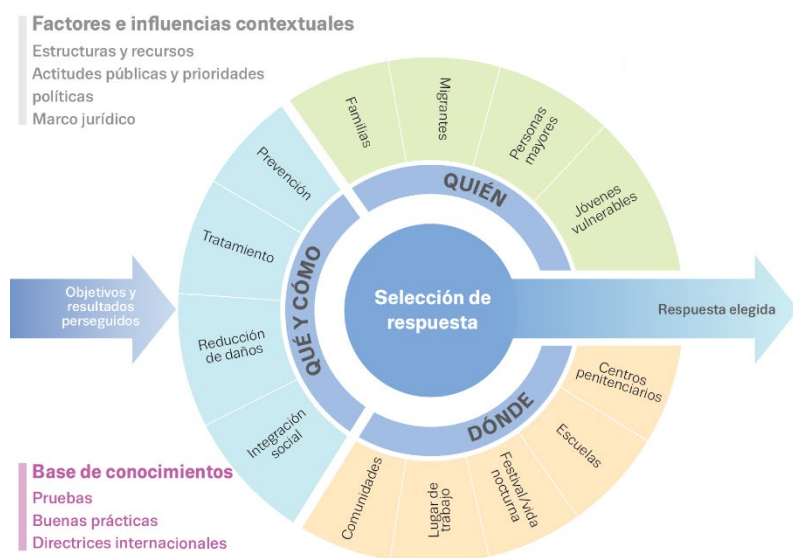 Factores e influencias contextuales
Estructuras y recursos
Actitudes públicas y prioridades
políticas
Marco jurídico
Familias
Migrantes
Personas
mayores
Jóvenes
vulnerables
QUIÉN
Prevención
Tratamiento
Reducción
de daños
Integración
social
QUÉ Y CÓMO
Objetivos y
resultados
perseguidos
Selección de
respuesta
Respuesta elegida
DÓNDE
Centros
penitenciarios
Escuelas
Festival/vida
nocturna
Lugar de
trabajo
Comunidades
Base de conocimientos
Pruebas
Buenas prácticas
Directrices internacionales